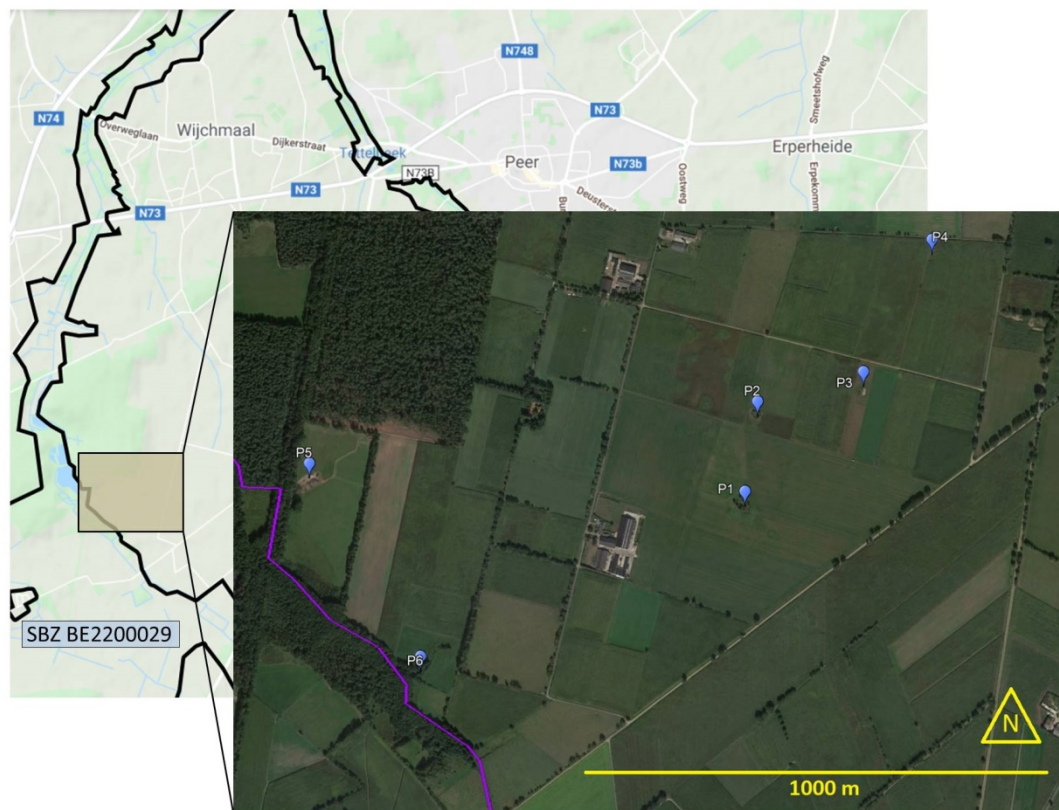 N748
N74
N73
Wijchmaal
Overweglaan
Dijkerstraat
Erperheide
Smeetshofweg
Peer
N73b
N73B
Oostweg
N73
N73
P4
P3
P2
P5
P1
SBZ BE2200029
P6
N
1000 m